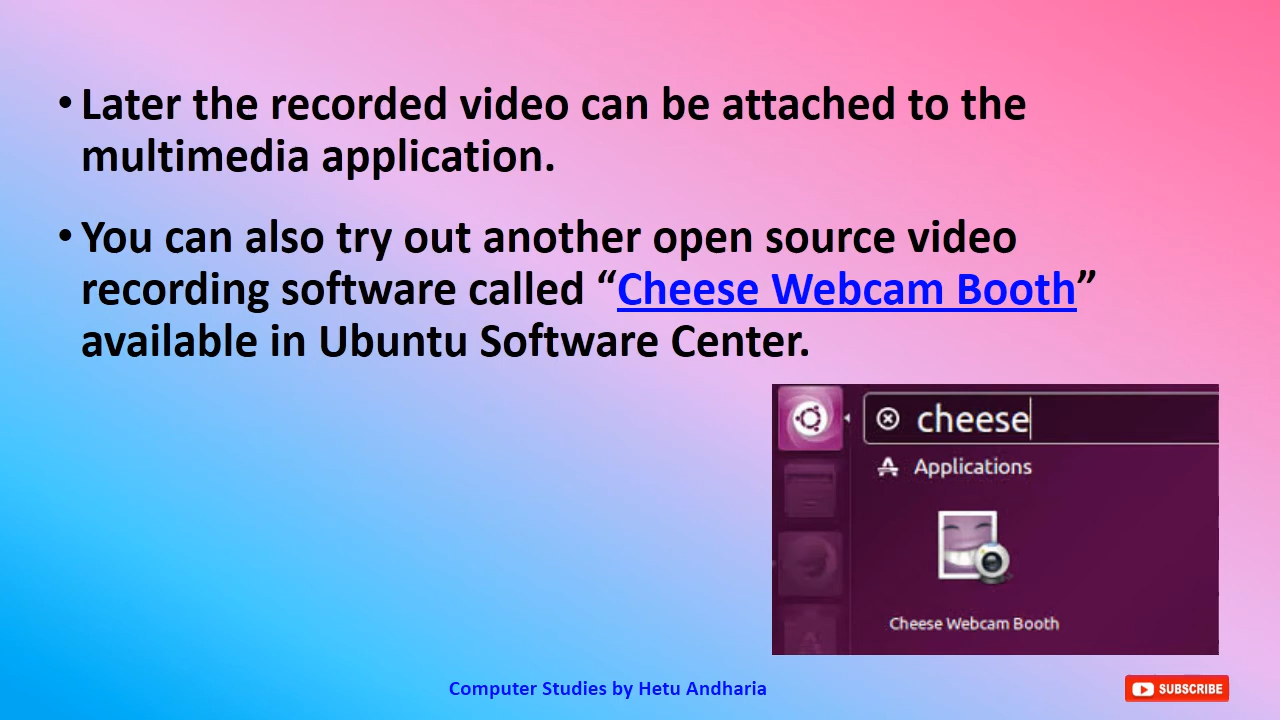 • Later the recorded video can be attached to the
multimedia application.
• You can also try out another open source video
recording software called “Cheese Webcam Booth”
available in Ubuntu Software Center.
cheese
Applications
Cheese Webcam Booth
Computer Studies by Hetu Andharia
SUBSCRIBE